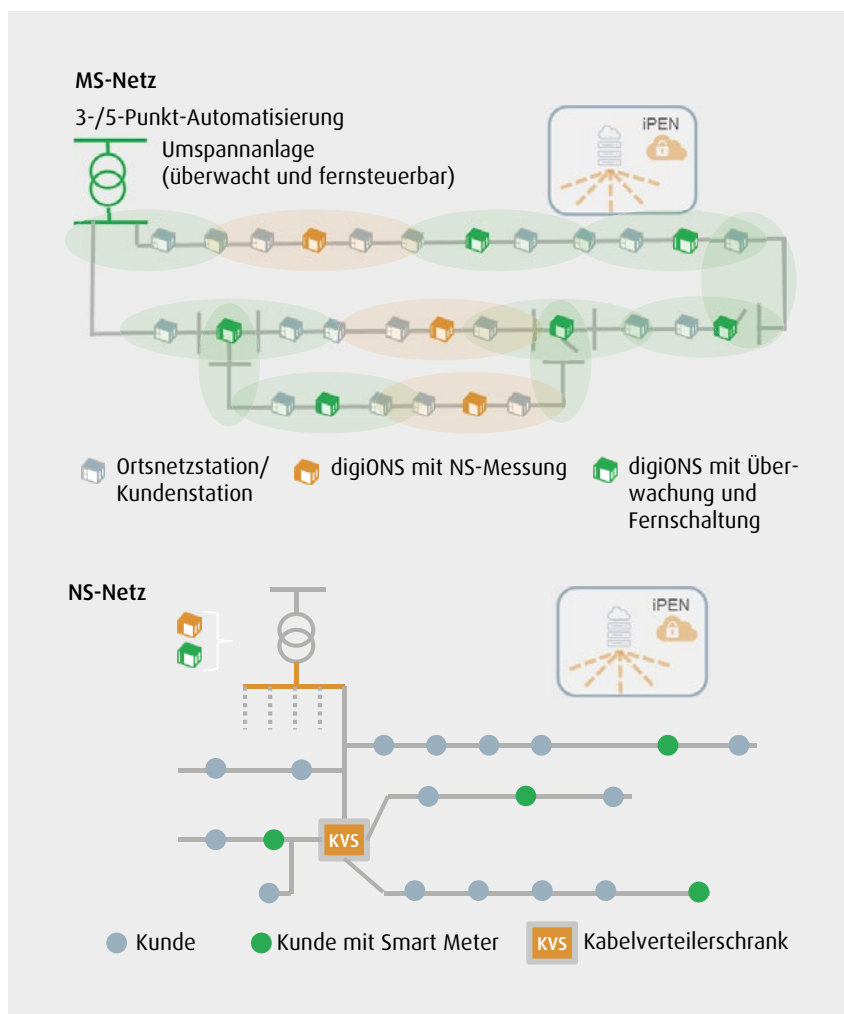 MS-Netz
3-/5-Punkt-Automatisierung
Umspannanlage
(überwacht und fernsteuerbar)
iPEN
Ortsnetzstation/
Kundenstation
digiONS mit NS-Messung
digiONS mit Über-
wachung und
Fernschaltung
NS-Netz
iPEN
KVS
Kunde
Kunde mit Smart Meter
KVS
Kabelverteilerschrank